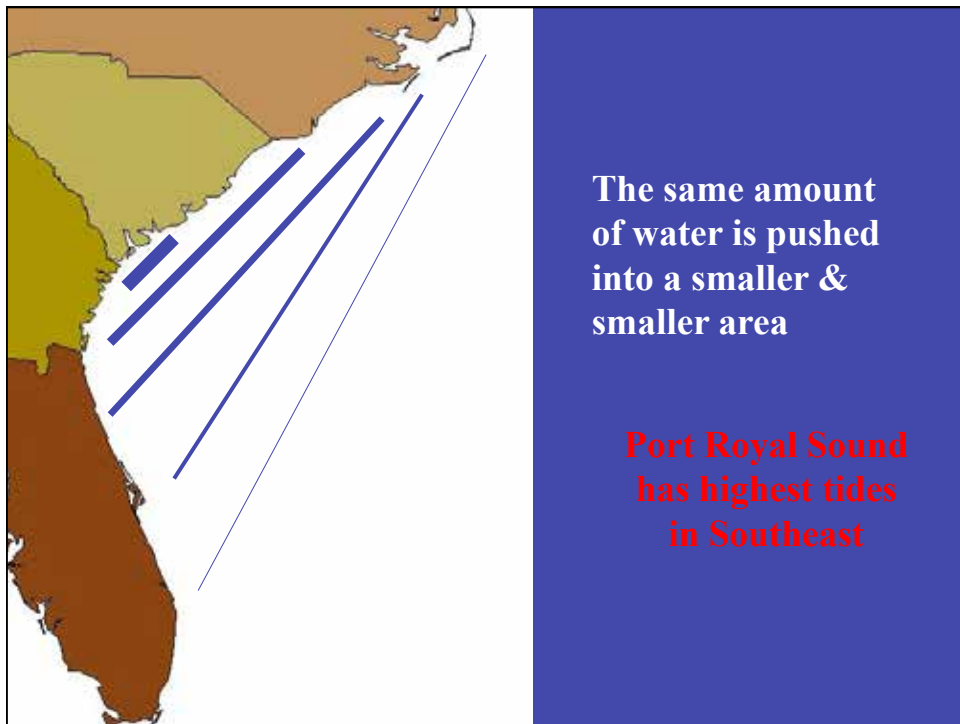 The same amount
of water is pushed
into a smaller &
smaller area
Port Royal Sound
has highest tides
in Southeast